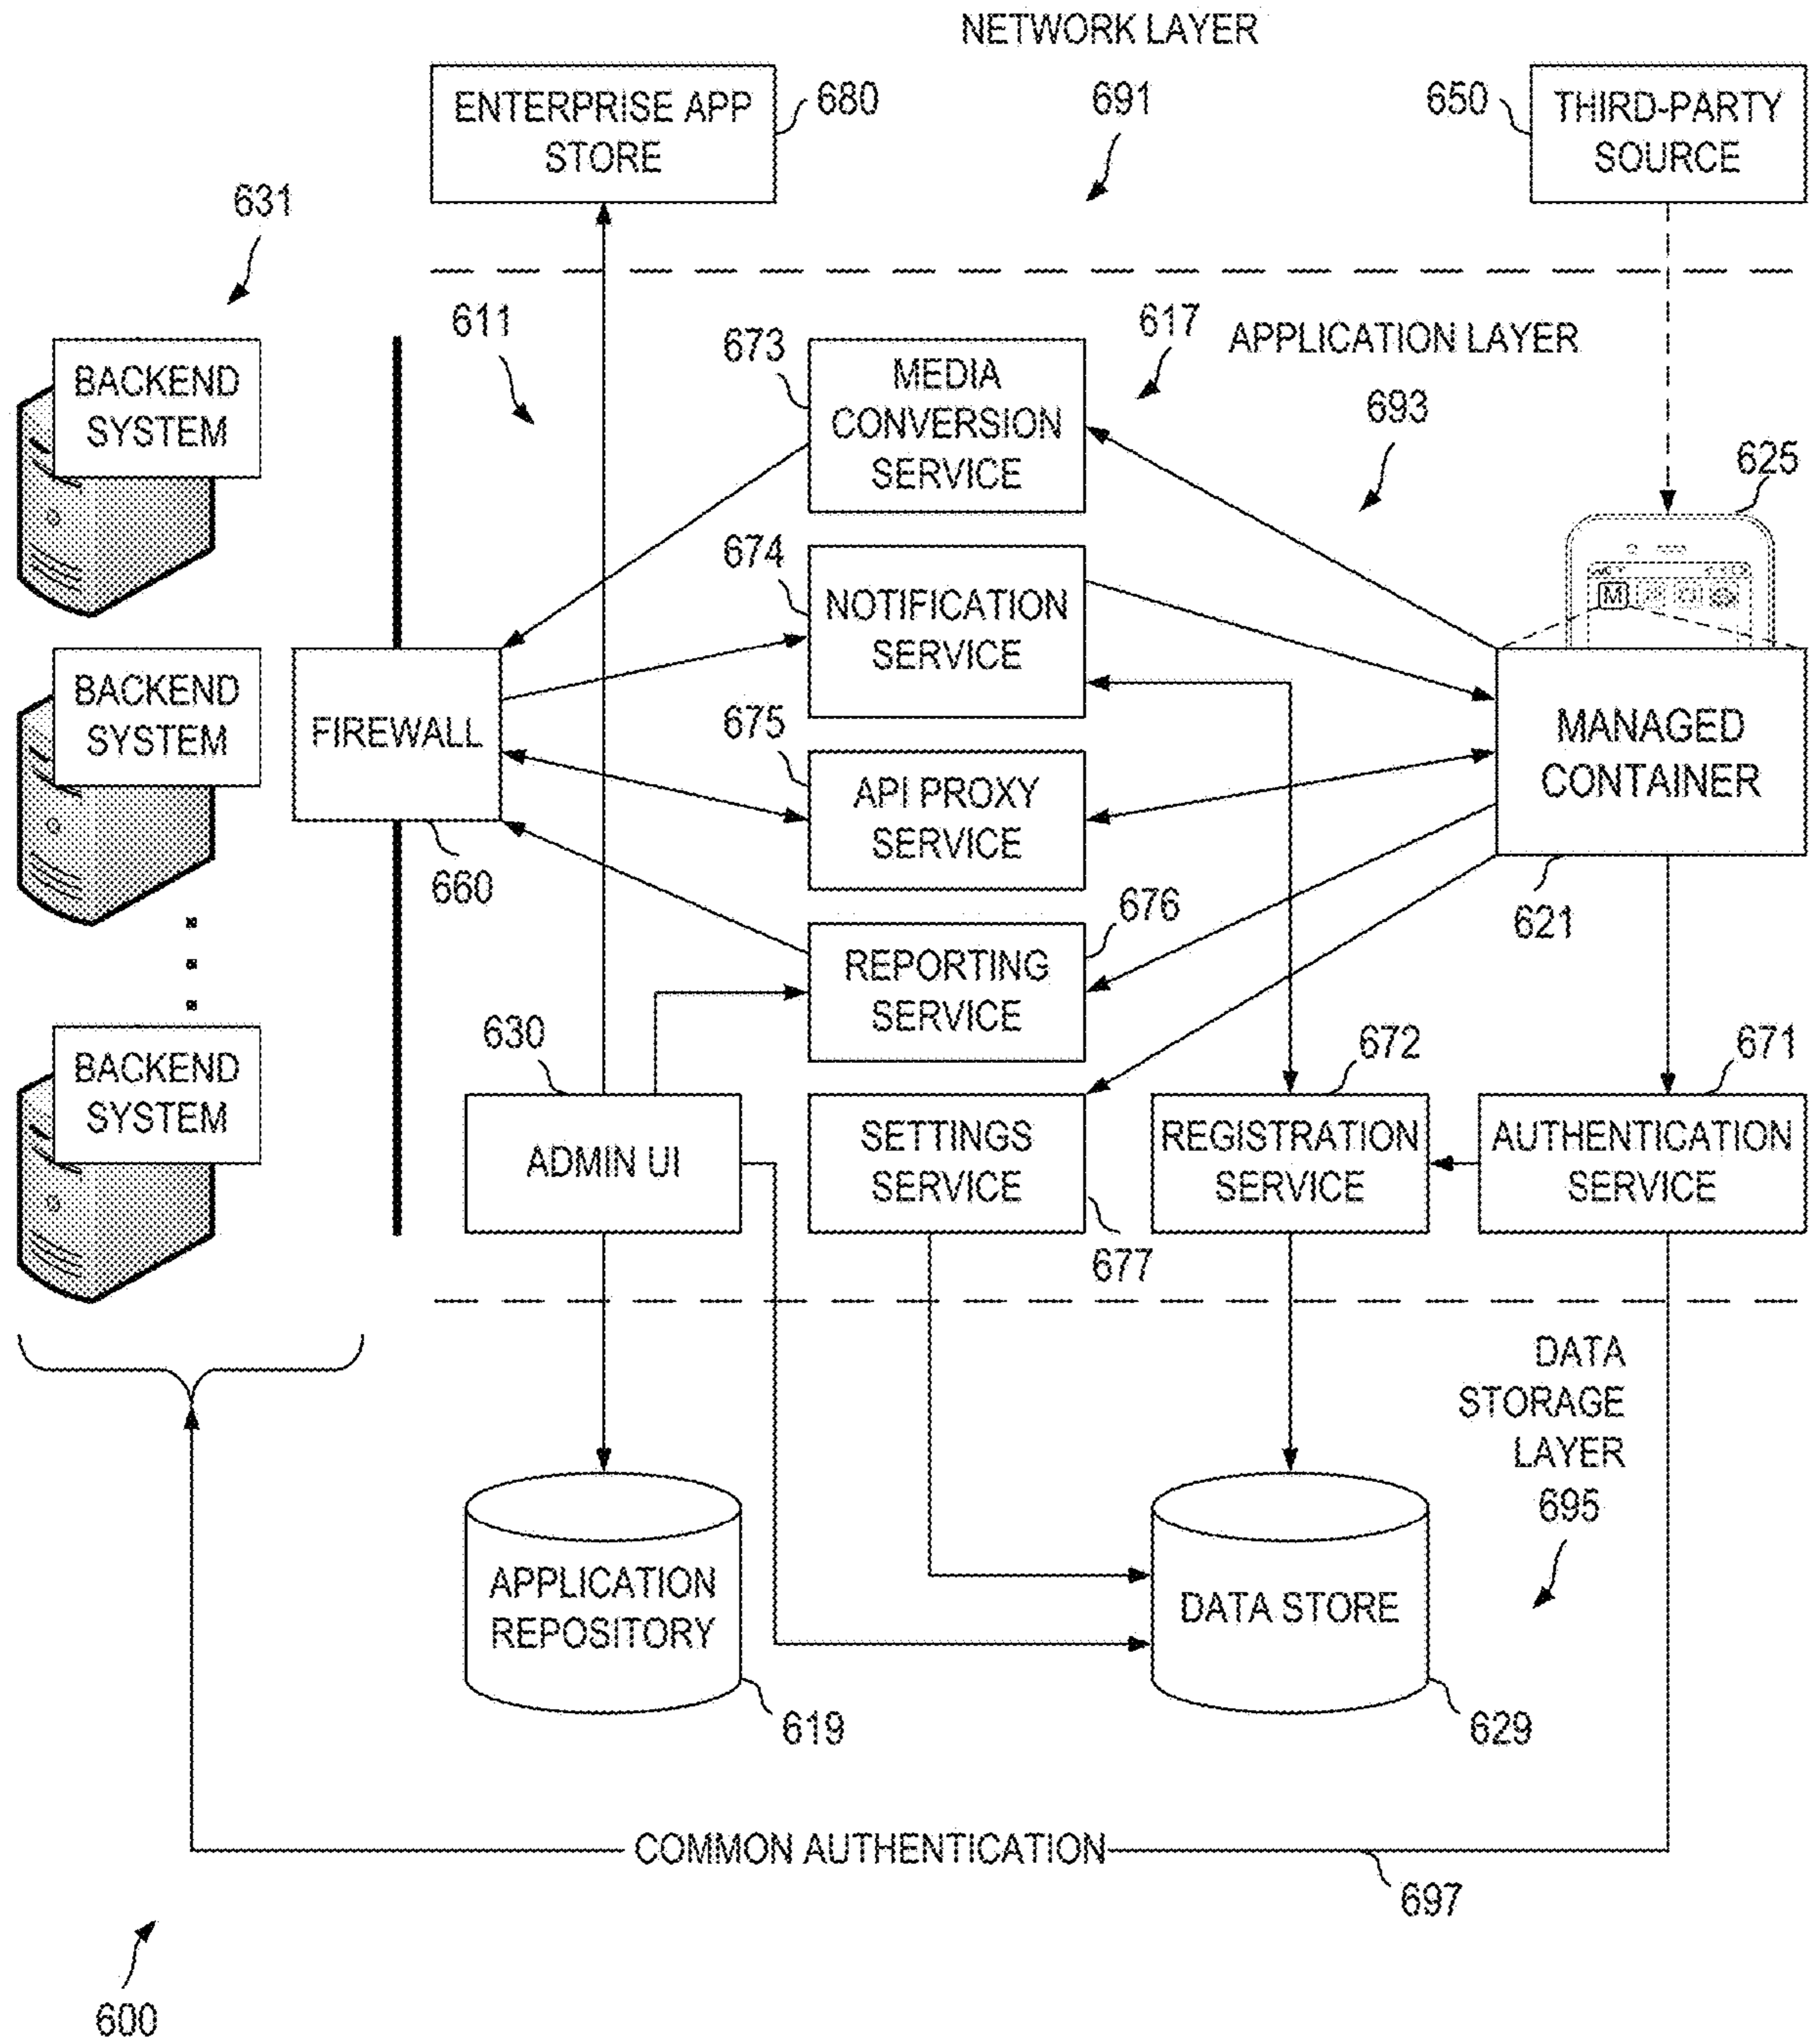 NETWORK LAYER
691
ENTERPRISE APP
STORE
680
650
THIRD-PARTY
SOURCE
631
611
617
APPLICATION LAYER
693
BACKEND
SYSTEM
673
MEDIA
CONVERSION
SERVICE
625
M
674
NOTIFICATION
SERVICE
BACKEND
SYSTEM
FIREWALL
660
675
API PROXY
SERVICE
MANAGED
CONTAINER
621
676
REPORTING
SERVICE
BACKEND
SYSTEM
630
ADMIN UI
SETTINGS
SERVICE
677
672
REGISTRATION
SERVICE
671
AUTHENTICATION
SERVICE
DATA
STORAGE
LAYER
695
APPLICATION
REPOSITORY
619
DATA STORE
629
COMMON AUTHENTICATION
697
600